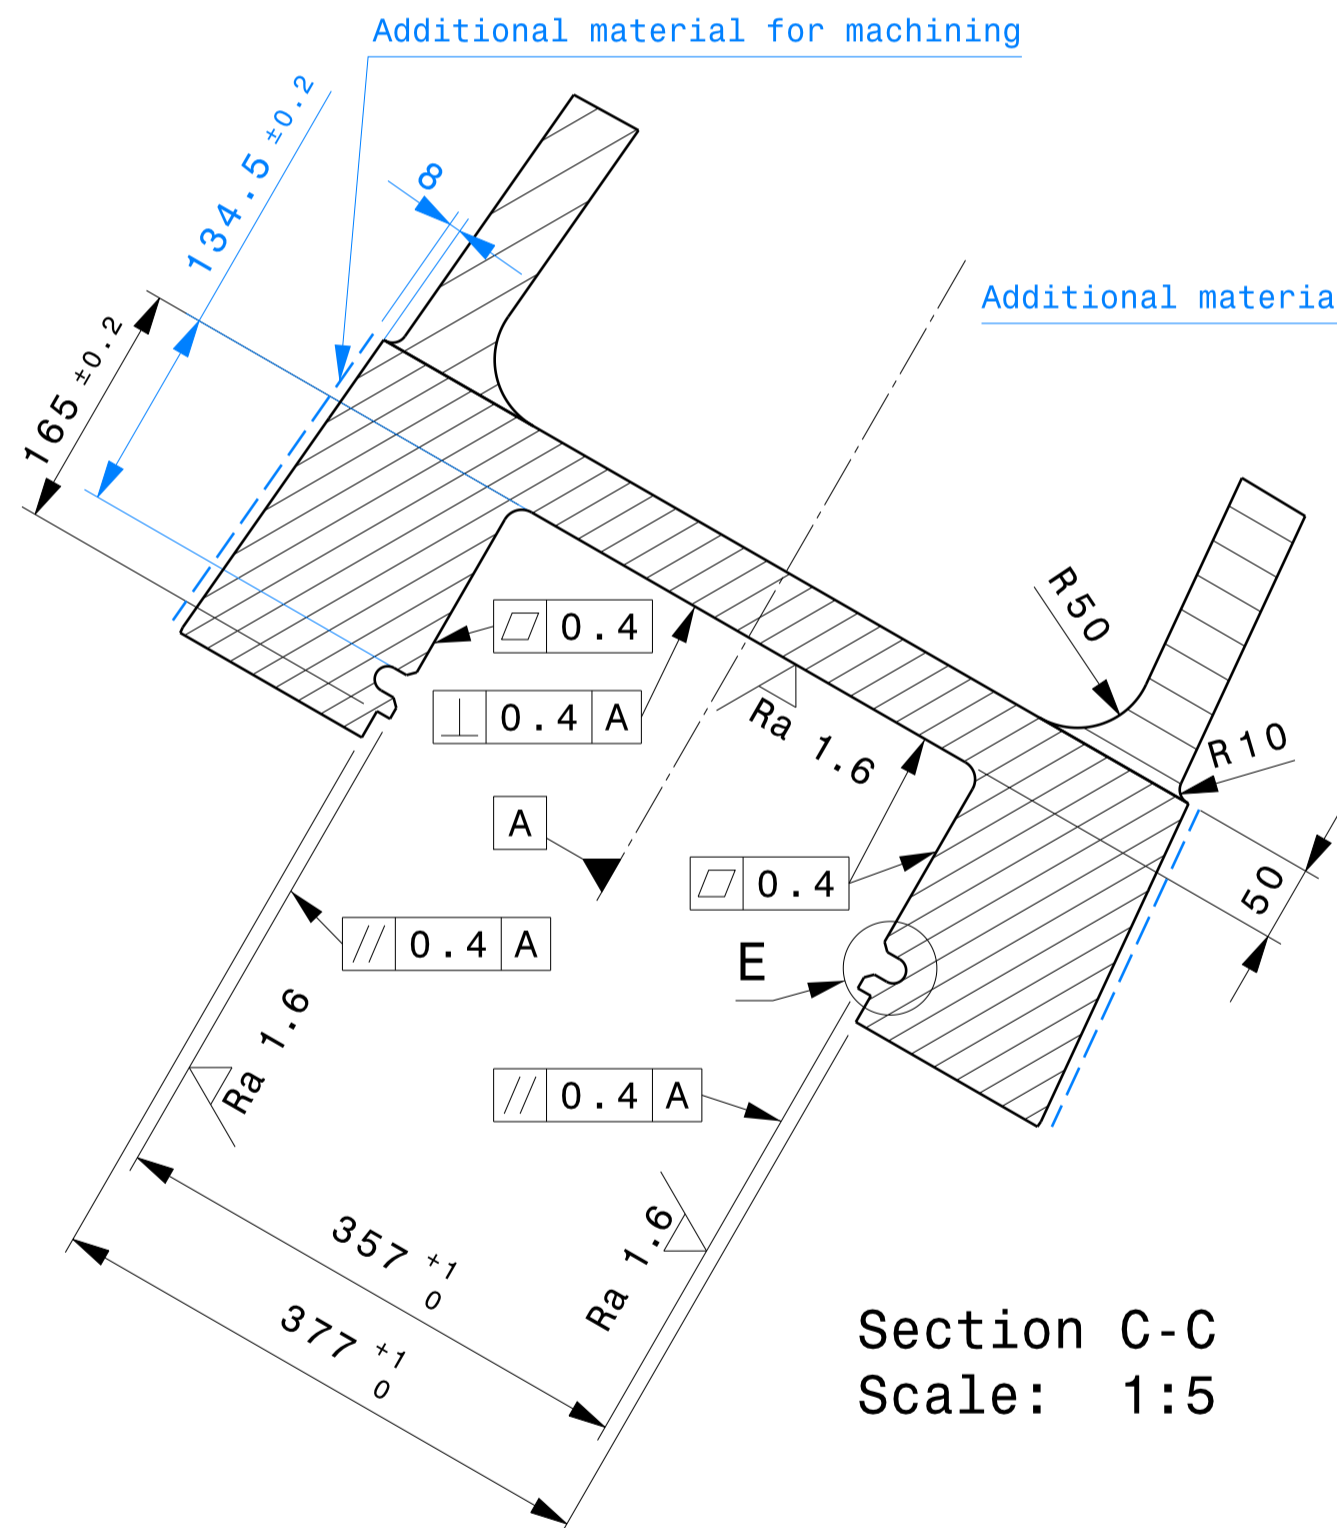 Additional material for machining
134.5 ±0.2
8
165 ±0.2
Additional materia
R50
0.4
0.4 A
Ra 1.6
R10
A
0.4
50
0.4 A
E
Ra 1.6
0.4 A
Ra 1.6
357 +1 0
377 +1 0
Section C-C
Scale: 1:5